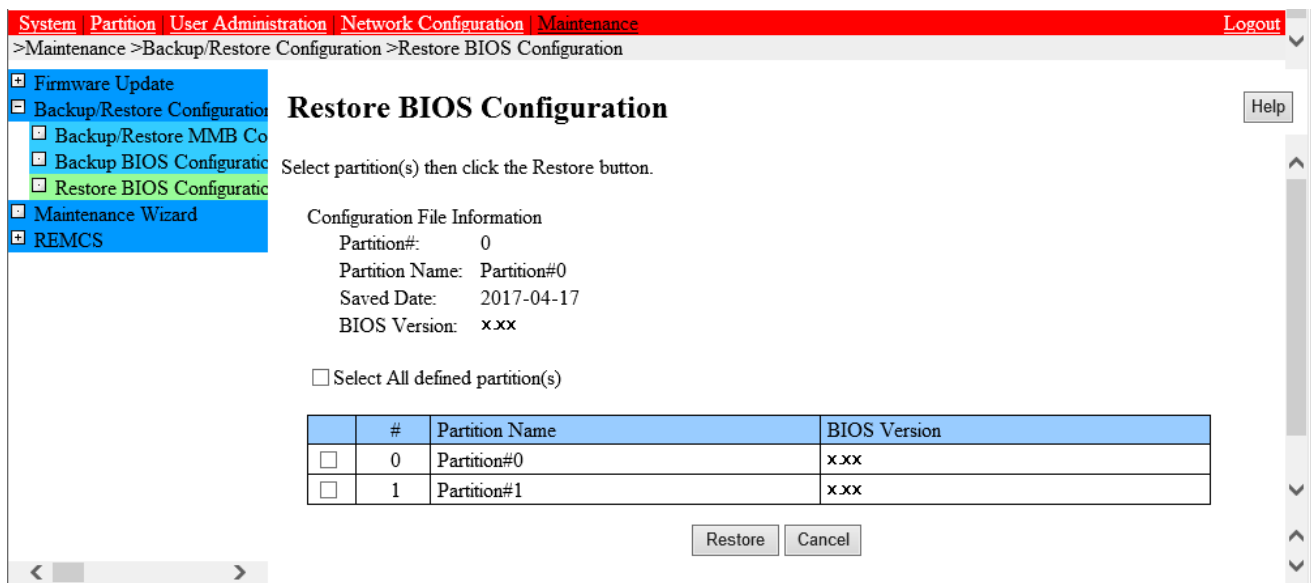 System | Partition | User Administration | Network Configuration | Maintenance Logout
>Maintenance >Backup/Restore Configuration >Restore BIOS Configuration
Firmware Update
Backup/Restore Configuration
Backup/Restore MMB Co
Backup BIOS Configuratic
Restore BIOS Configuratic
Maintenance Wizard
REMCS
Restore BIOS Configuration
Help
Select partition(s) then click the Restore button.
Configuration File Information
Partition#: 0
Partition Name: Partition#0
Saved Date: 2017-04-17
BIOS Version: x.xx
Select All defined partition(s)
# Partition Name BIOS Version
0 Partition#0 x.xx
1 Partition#1 x.xx
Restore Cancel